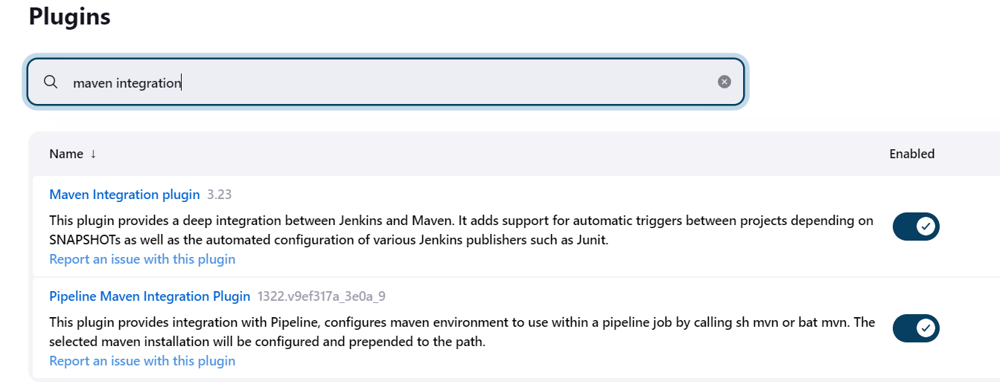 Plugins
maven integration
Name ↓ Enabled
Maven Integration plugin 3.23
This plugin provides a deep integration between Jenkins and Maven. It adds support for automatic triggers between projects depending on
SNAPSHOTs as well as the automated configuration of various Jenkins publishers such as Junit.
Report an issue with this plugin
Pipeline Maven Integration Plugin 1322.v9ef317a_3e0a_9
This plugin provides integration with Pipeline, configures maven environment to use within a pipeline job by calling sh mvn or bat mvn. The
selected maven installation will be configured and prepended to the path.
Report an issue with this plugin